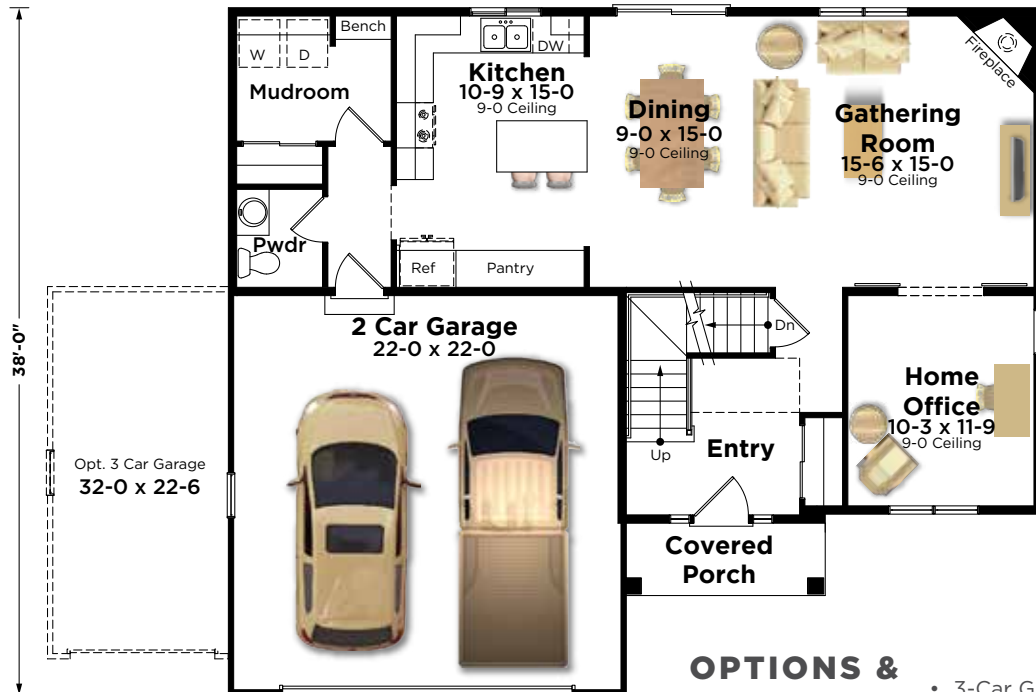 Bench
W
D
Mudroom
DW
Kitchen
10-9 x 15-0
9-0 Ceiling
Dining
9-0 x 15-0
9-0 Ceiling
Gathering
Room
15-6 x 15-0
9-0 Ceiling
Fireplace
Pwdr
Ref
Pantry
38'-0"
2 Car Garage
22-0 x 22-0
Dn
Up
Entry
Home
Office
10-3 x 11-9
9-0 Ceiling
Opt. 3 Car Garage
32-0 x 22-6
Covered
Porch
OPTIONS &
• 3-Car G